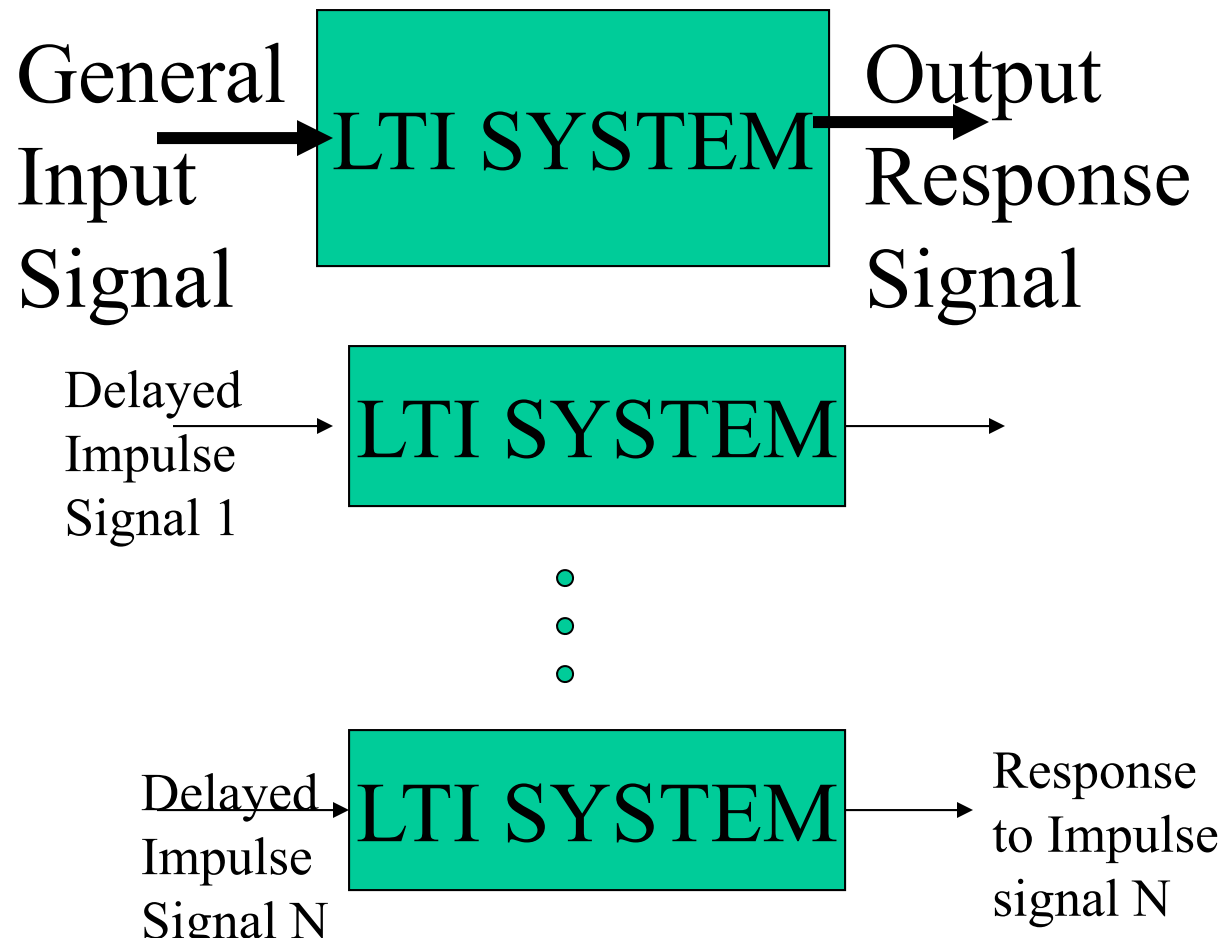 General
Input
Signal
LTI SYSTEM
Output
Response
Signal
Delayed
Impulse
Signal 1
LTI SYSTEM
Delayed
Impulse
Signal N
LTI SYSTEM
Response
to Impulse
signal N